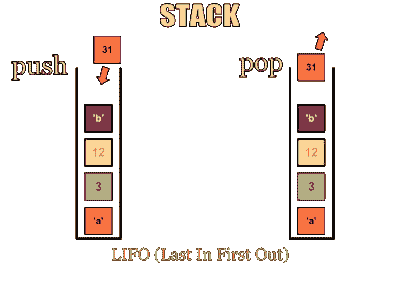 STACK
push
31
'b'
12
3
'a'
pop
31
'b'
12
3
'a'
LIFO (Last In First Out)